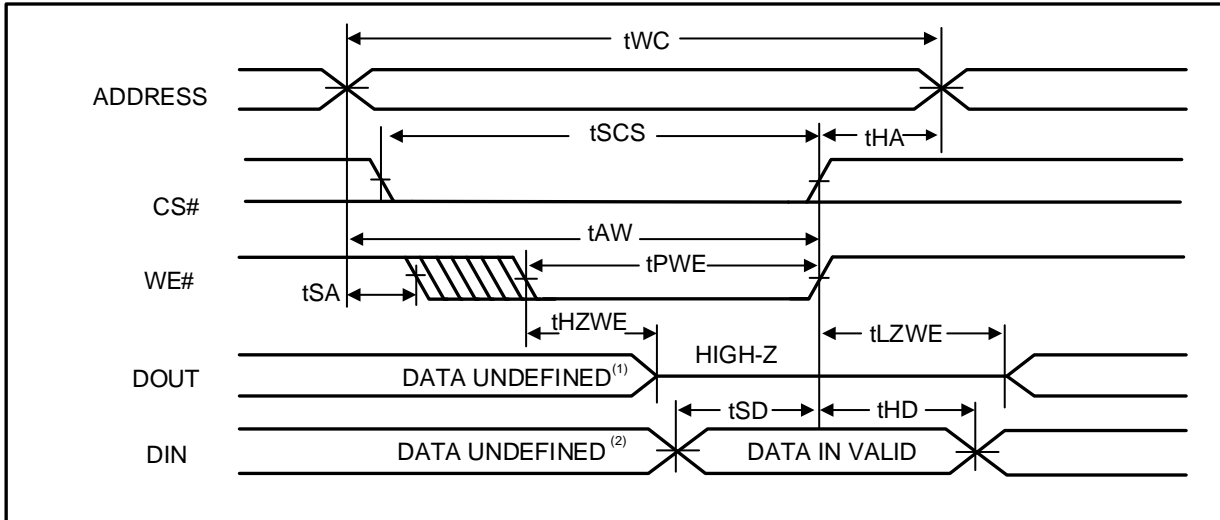 tWC
ADDRESS
tSCS
tHA
CS#
tAW
tPWE
WE#
tSA
tHZWE
tLZWE
HIGH-Z
DOUT
DATA UNDEFINED(1)
tSD
tHD
DIN
DATA UNDEFINED (2)
DATA IN VALID